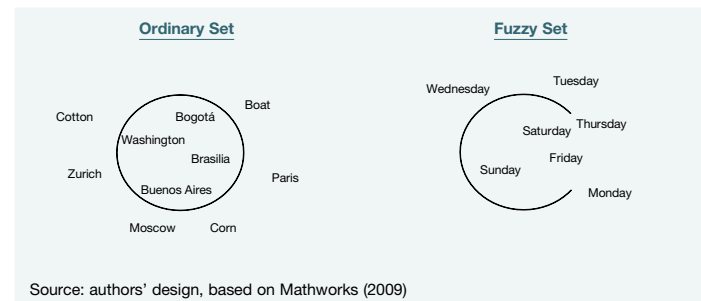 Ordinary Set
Fuzzy Set
Cotton
Boat
Bogotá
Washington
Brasilia
Zurich
Paris
Buenos Aires
Moscow
Corn
Wednesday
Tuesday
Thursday
Saturday
Friday
Sunday
Monday
Source: authors’ design, based on Mathworks (2009)